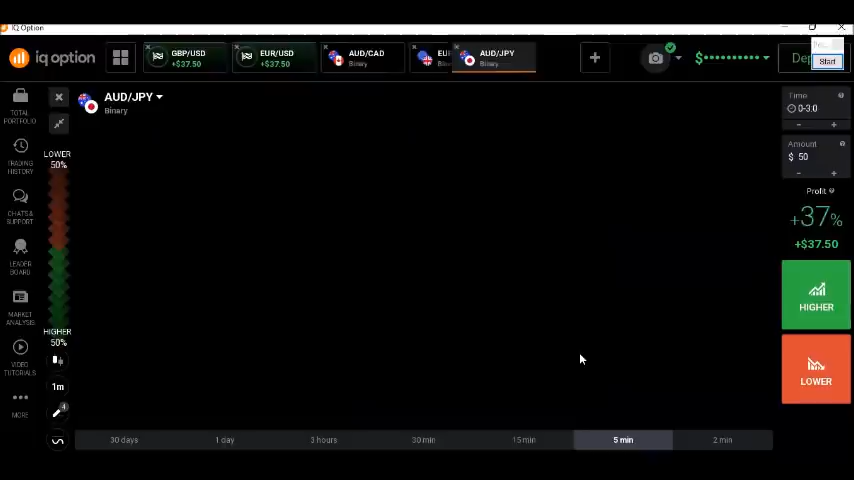 IQ Option
iq option
GBP/USD
+$37.50
EUR/USD
+$37.50
AUD/CAD
Binary
Binary
AUD/JPY
Binary
+
Start
TOTAL
PORTFOLIO
TRADING
HISTORY
CHATS &
SUPPORT
LEADER
BOARD
MARKET
ANALYSIS
VIDEO
TUTORIALS
MORE
AUD/JPY
Binary
LOWER
50%
HIGHER
50%
1m
4
30 days
1 day
3 hours
30 min
15 min
5 min
2 min
Time
- +
Amount
$ 50
- +
Profit
+37%
+$37.50
HIGHER
LOWER